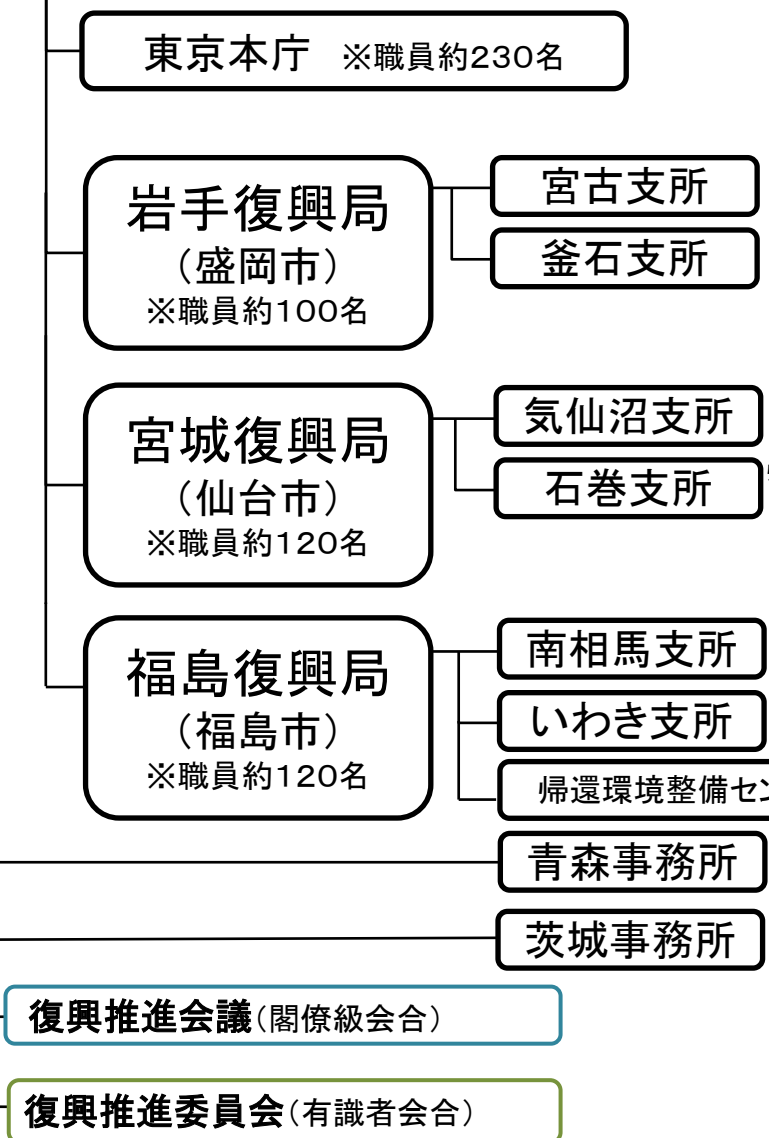 東京本庁 ※職員約230名
岩手復興局
（盛岡市）
※職員約100名
宮古支所
釜石支所
宮城復興局
（仙台市）
※職員約120名
気仙沼支所
石巻支所
福島復興局
（福島市）
※職員約120名
南相馬支所
いわき支所
帰還環境整備セン
青森事務所
茨城事務所
復興推進会議（閣僚級会合）
復興推進委員会（有識者会合）